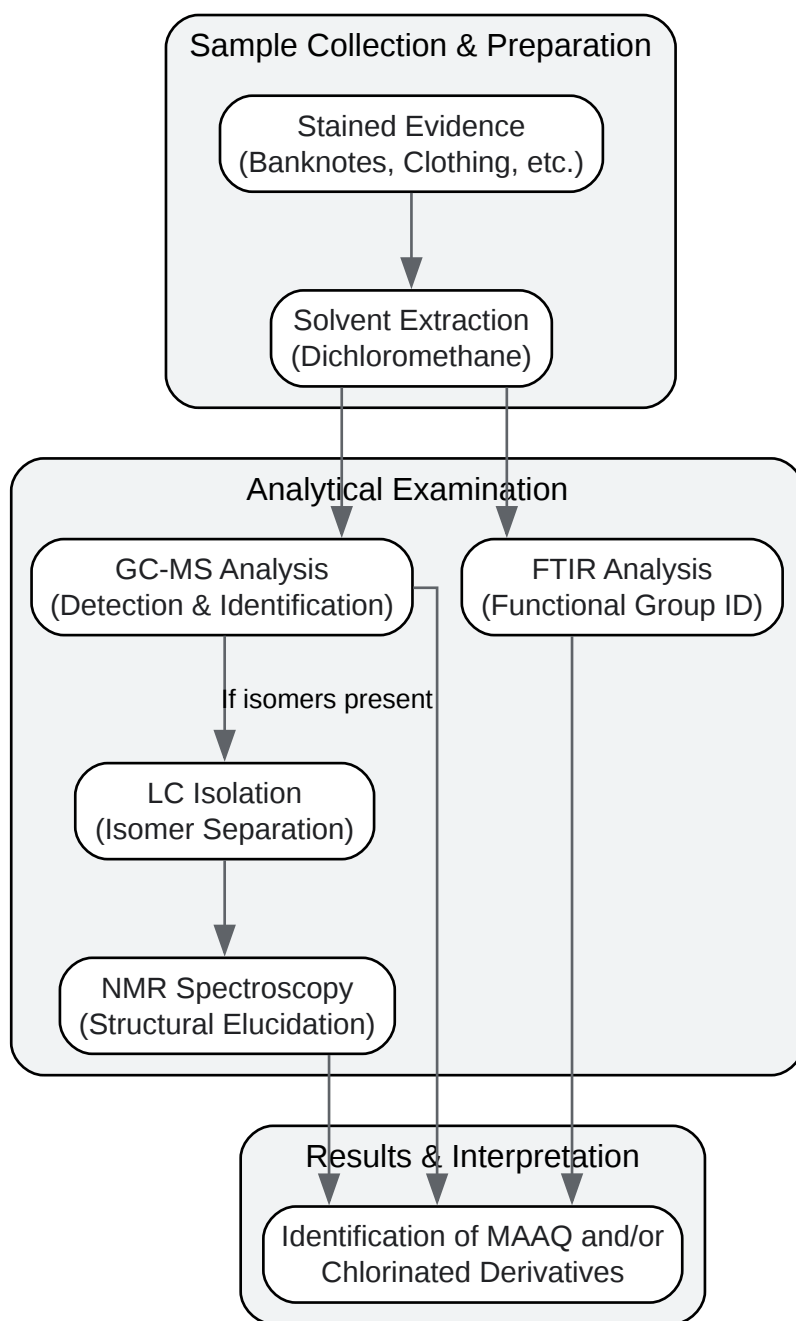 Sample Collection & Preparation
Stained Evidence
(Banknotes, Clothing, etc.)
Solvent Extraction
(Dichloromethane)
Analytical Examination
GC-MS Analysis
(Detection & Identification)
FTIR Analysis
(Functional Group ID)
If isomers present
LC Isolation
(Isomer Separation)
NMR Spectroscopy
(Structural Elucidation)
Results & Interpretation
Identification of MAAQ and/or
Chlorinated Derivatives